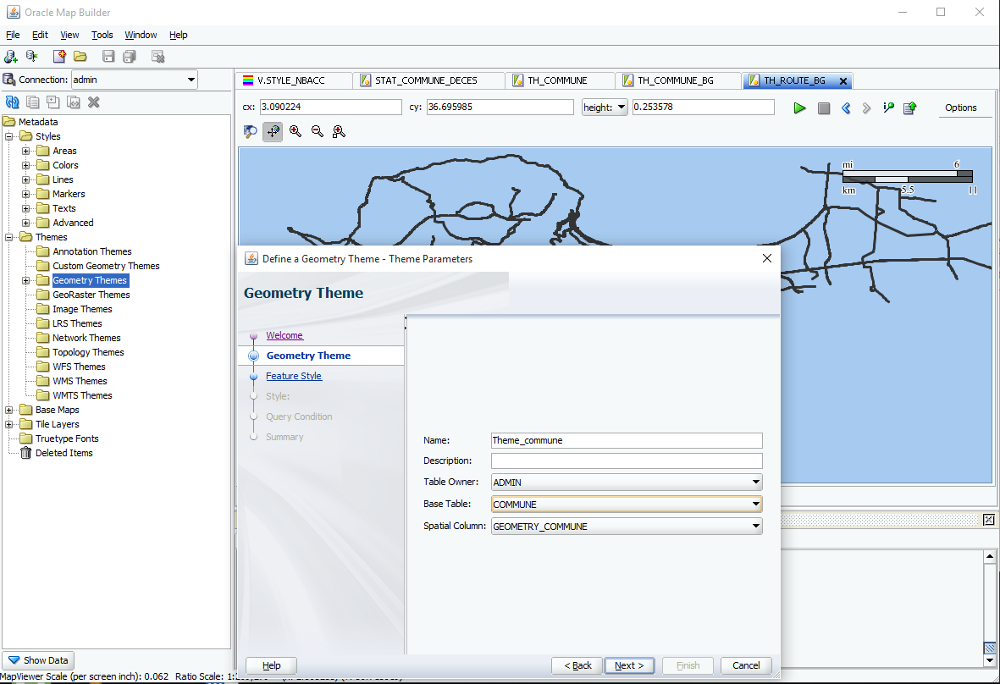 Oracle Map Builder
File Edit View Tools Window Help
Connection: admin
V.STYLE_NBACC STAT_COMMUNE_DECES TH_COMMUNE TH_COMMUNE_BG TH_ROUTE_BG
cx: 3.090224 cy: 36.695985 height: 0.253578 Options
Metadata
Styles
Areas
Colors
Lines
Markers
Texts
Advanced
Themes
Annotation Themes
Custom Geometry Themes
Geometry Themes
GeoRaster Themes
Image Themes
LRS Themes
Network Themes
Topology Themes
WFS Themes
WMS Themes
WMTS Themes
Base Maps
Tile Layers
Truetype Fonts
Deleted Items
mi 6
km 5.5 11
Define a Geometry Theme - Theme Parameters
Geometry Theme
Welcome
Geometry Theme
Feature Style
Style:
Query Condition
Summary
Name: Theme_commune
Description:
Table Owner: ADMIN
Base Table: COMMUNE
Spatial Column: GEOMETRY_COMMUNE
Help < Back Next > Finish Cancel
Show Data
MapViewer Scale (per screen inch): 0.062 Ratio Scale: